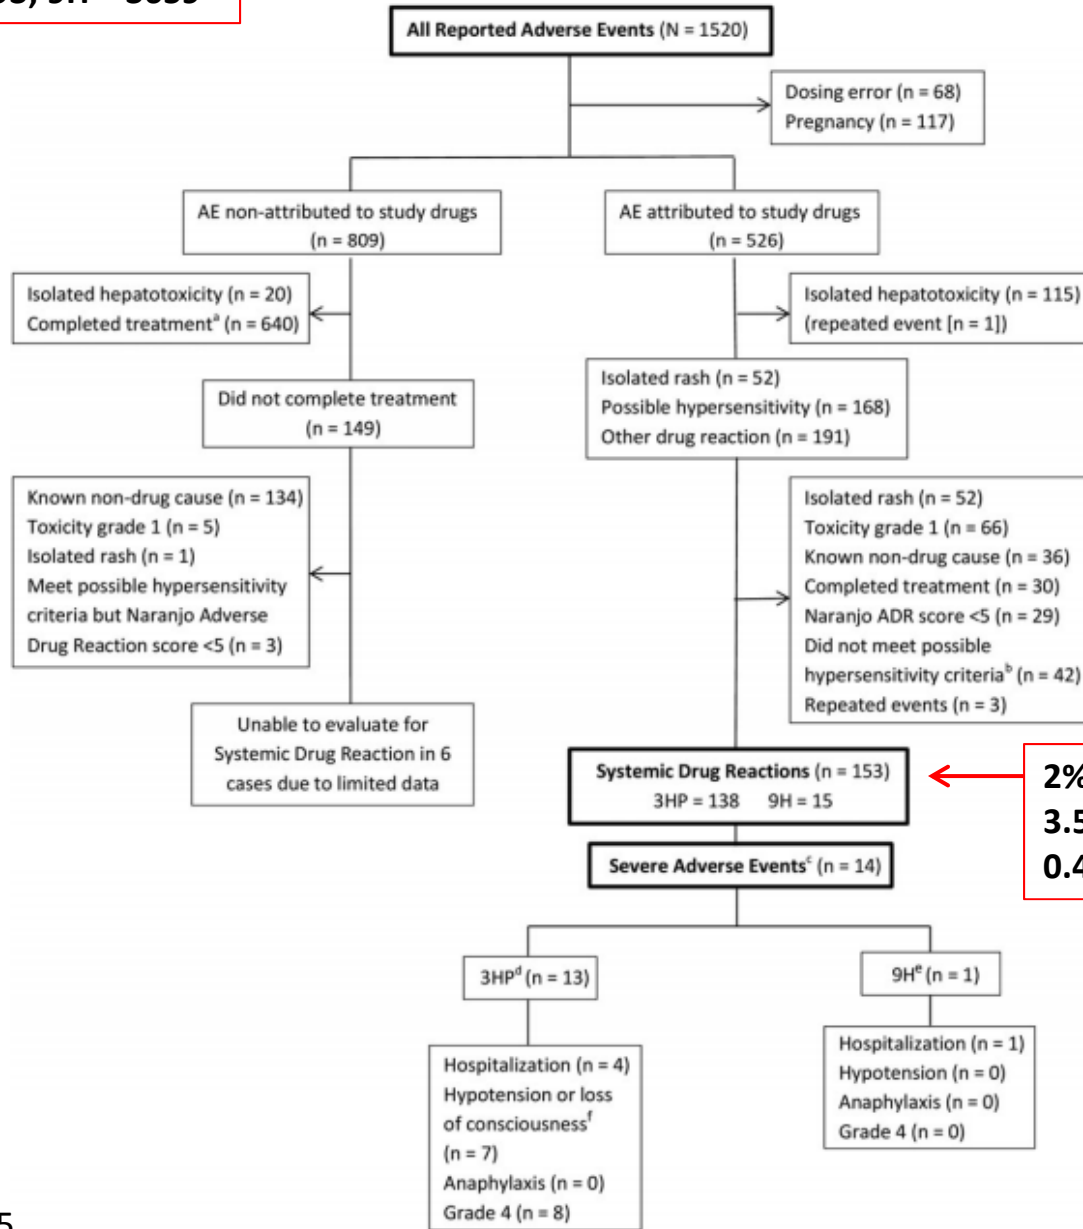 All Reported Adverse Events (N = 1520)
Dosing error (n = 68)
Pregnancy (n = 117)
AE non-attributed to study drugs
(n = 809)
AE attributed to study drugs
(n = 526)
Isolated hepatotoxicity (n = 20)
Completed treatmentᵃ (n = 640)
Isolated hepatotoxicity (n = 115)
(repeated event [n = 1])
Did not complete treatment
(n = 149)
Isolated rash (n = 52)
Possible hypersensitivity (n = 168)
Other drug reaction (n = 191)
Known non-drug cause (n = 134)
Toxicity grade 1 (n = 5)
Isolated rash (n = 1)
Meet possible hypersensitivity
criteria but Naranjo Adverse
Drug Reaction score <5 (n = 3)
Isolated rash (n = 52)
Toxicity grade 1 (n = 66)
Known non-drug cause (n = 36)
Completed treatment (n = 30)
Naranjo ADR score <5 (n = 29)
Did not meet possible
hypersensitivity criteriaᵇ (n = 42)
Repeated events (n = 3)
Unable to evaluate for
Systemic Drug Reaction in 6
cases due to limited data
Systemic Drug Reactions (n = 153)
3HP = 138 9H = 15
2%
3.5
0.4
Severe Adverse Eventsᶜ (n = 14)
3HPᵈ (n = 13)
9Hᵉ (n = 1)
Hospitalization (n = 4)
Hypotension or loss
of consciousnessᶠ
(n = 7)
Anaphylaxis (n = 0)
Grade 4 (n = 8)
Hospitalization (n = 1)
Hypotension (n = 0)
Anaphylaxis (n = 0)
Grade 4 (n = 0)
5